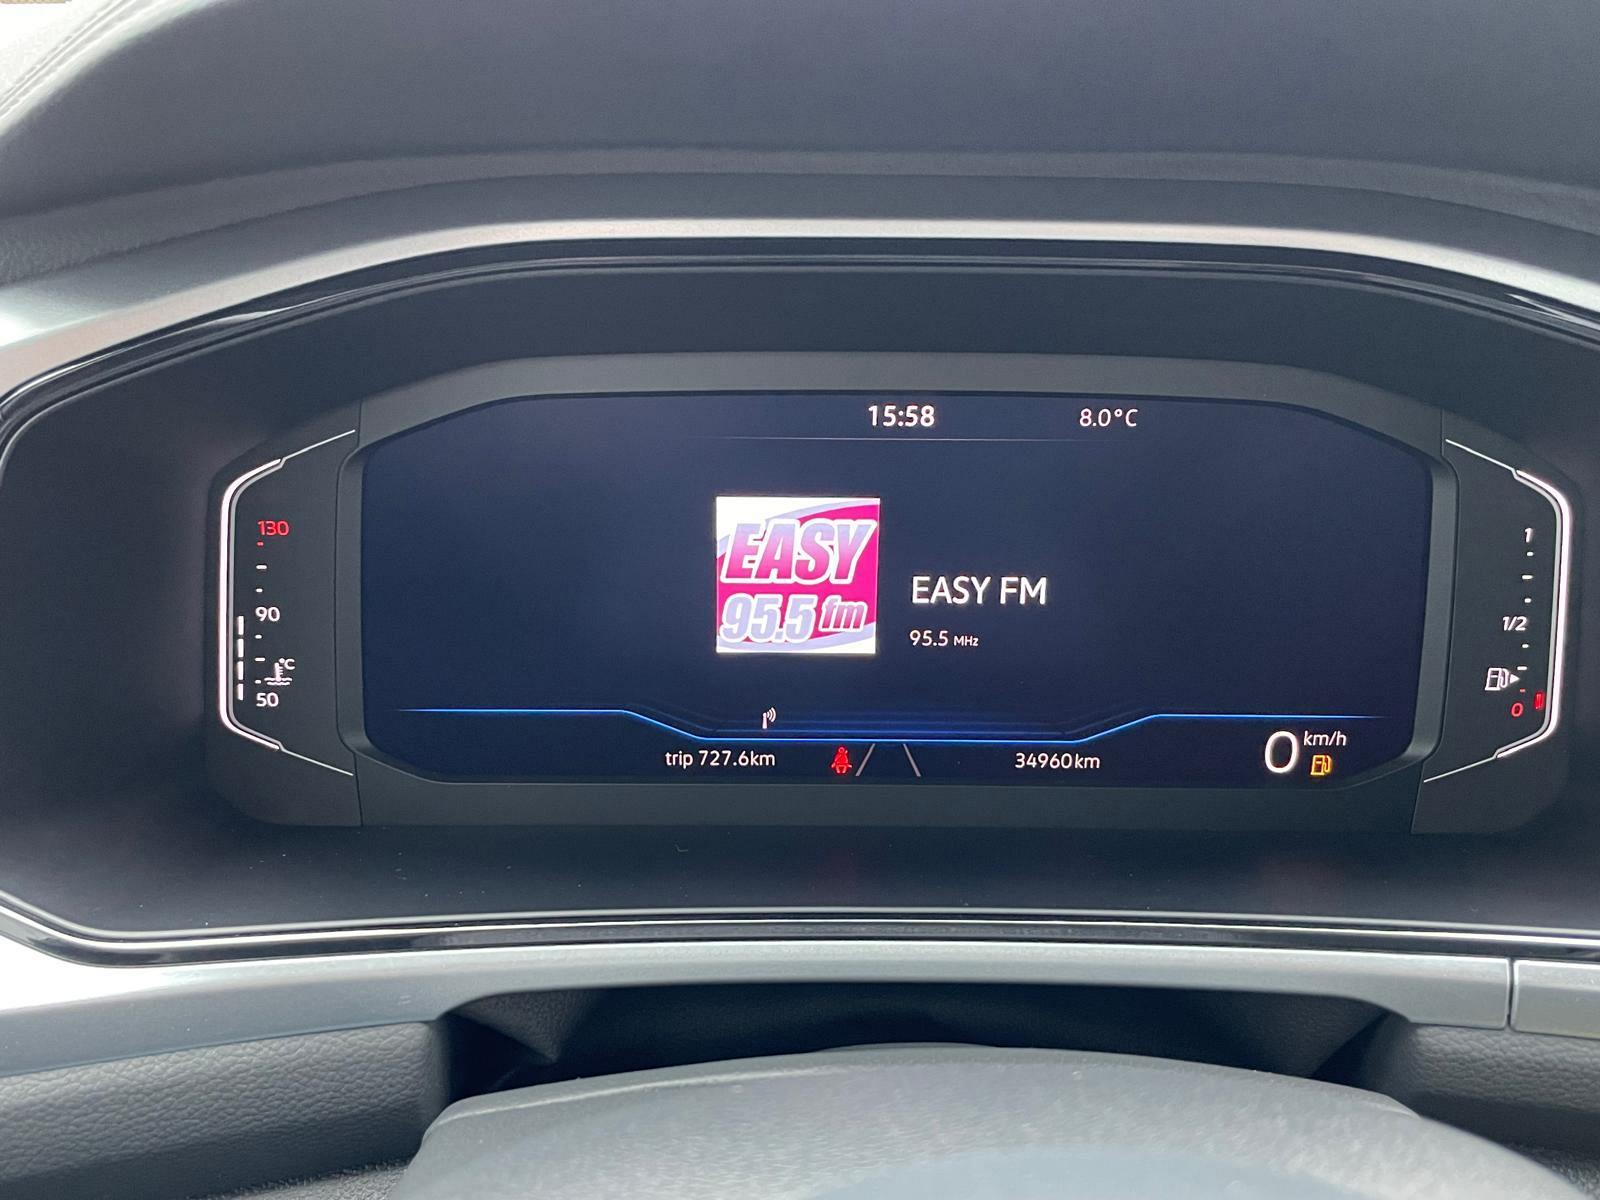 15:58
8.0°C
130
90
°C
50
EASY
95.5 fm
EASY FM
95.5 MHz
1
1/2
0
trip 727.6km
34960km
0 km/h